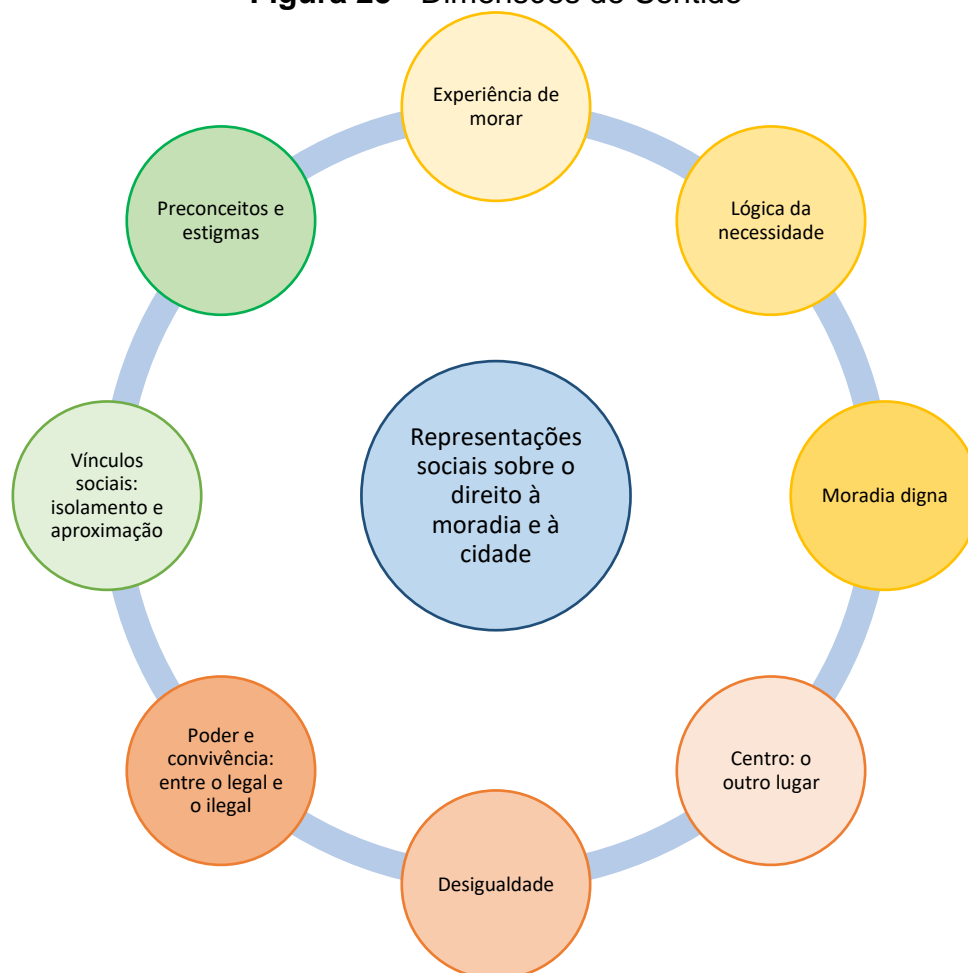 Dimensões de Sentido
Experiência de
morar
Preconceitos e
estigmas
Lógica da
necessidade
Representações
sociais sobre o
direito à
moradia e à
cidade
Vínculos
sociais:
isolamento e
aproximação
Moradia digna
Poder e
convivência:
entre o legal e
o ilegal
Centro: o
outro lugar
Desigualdade